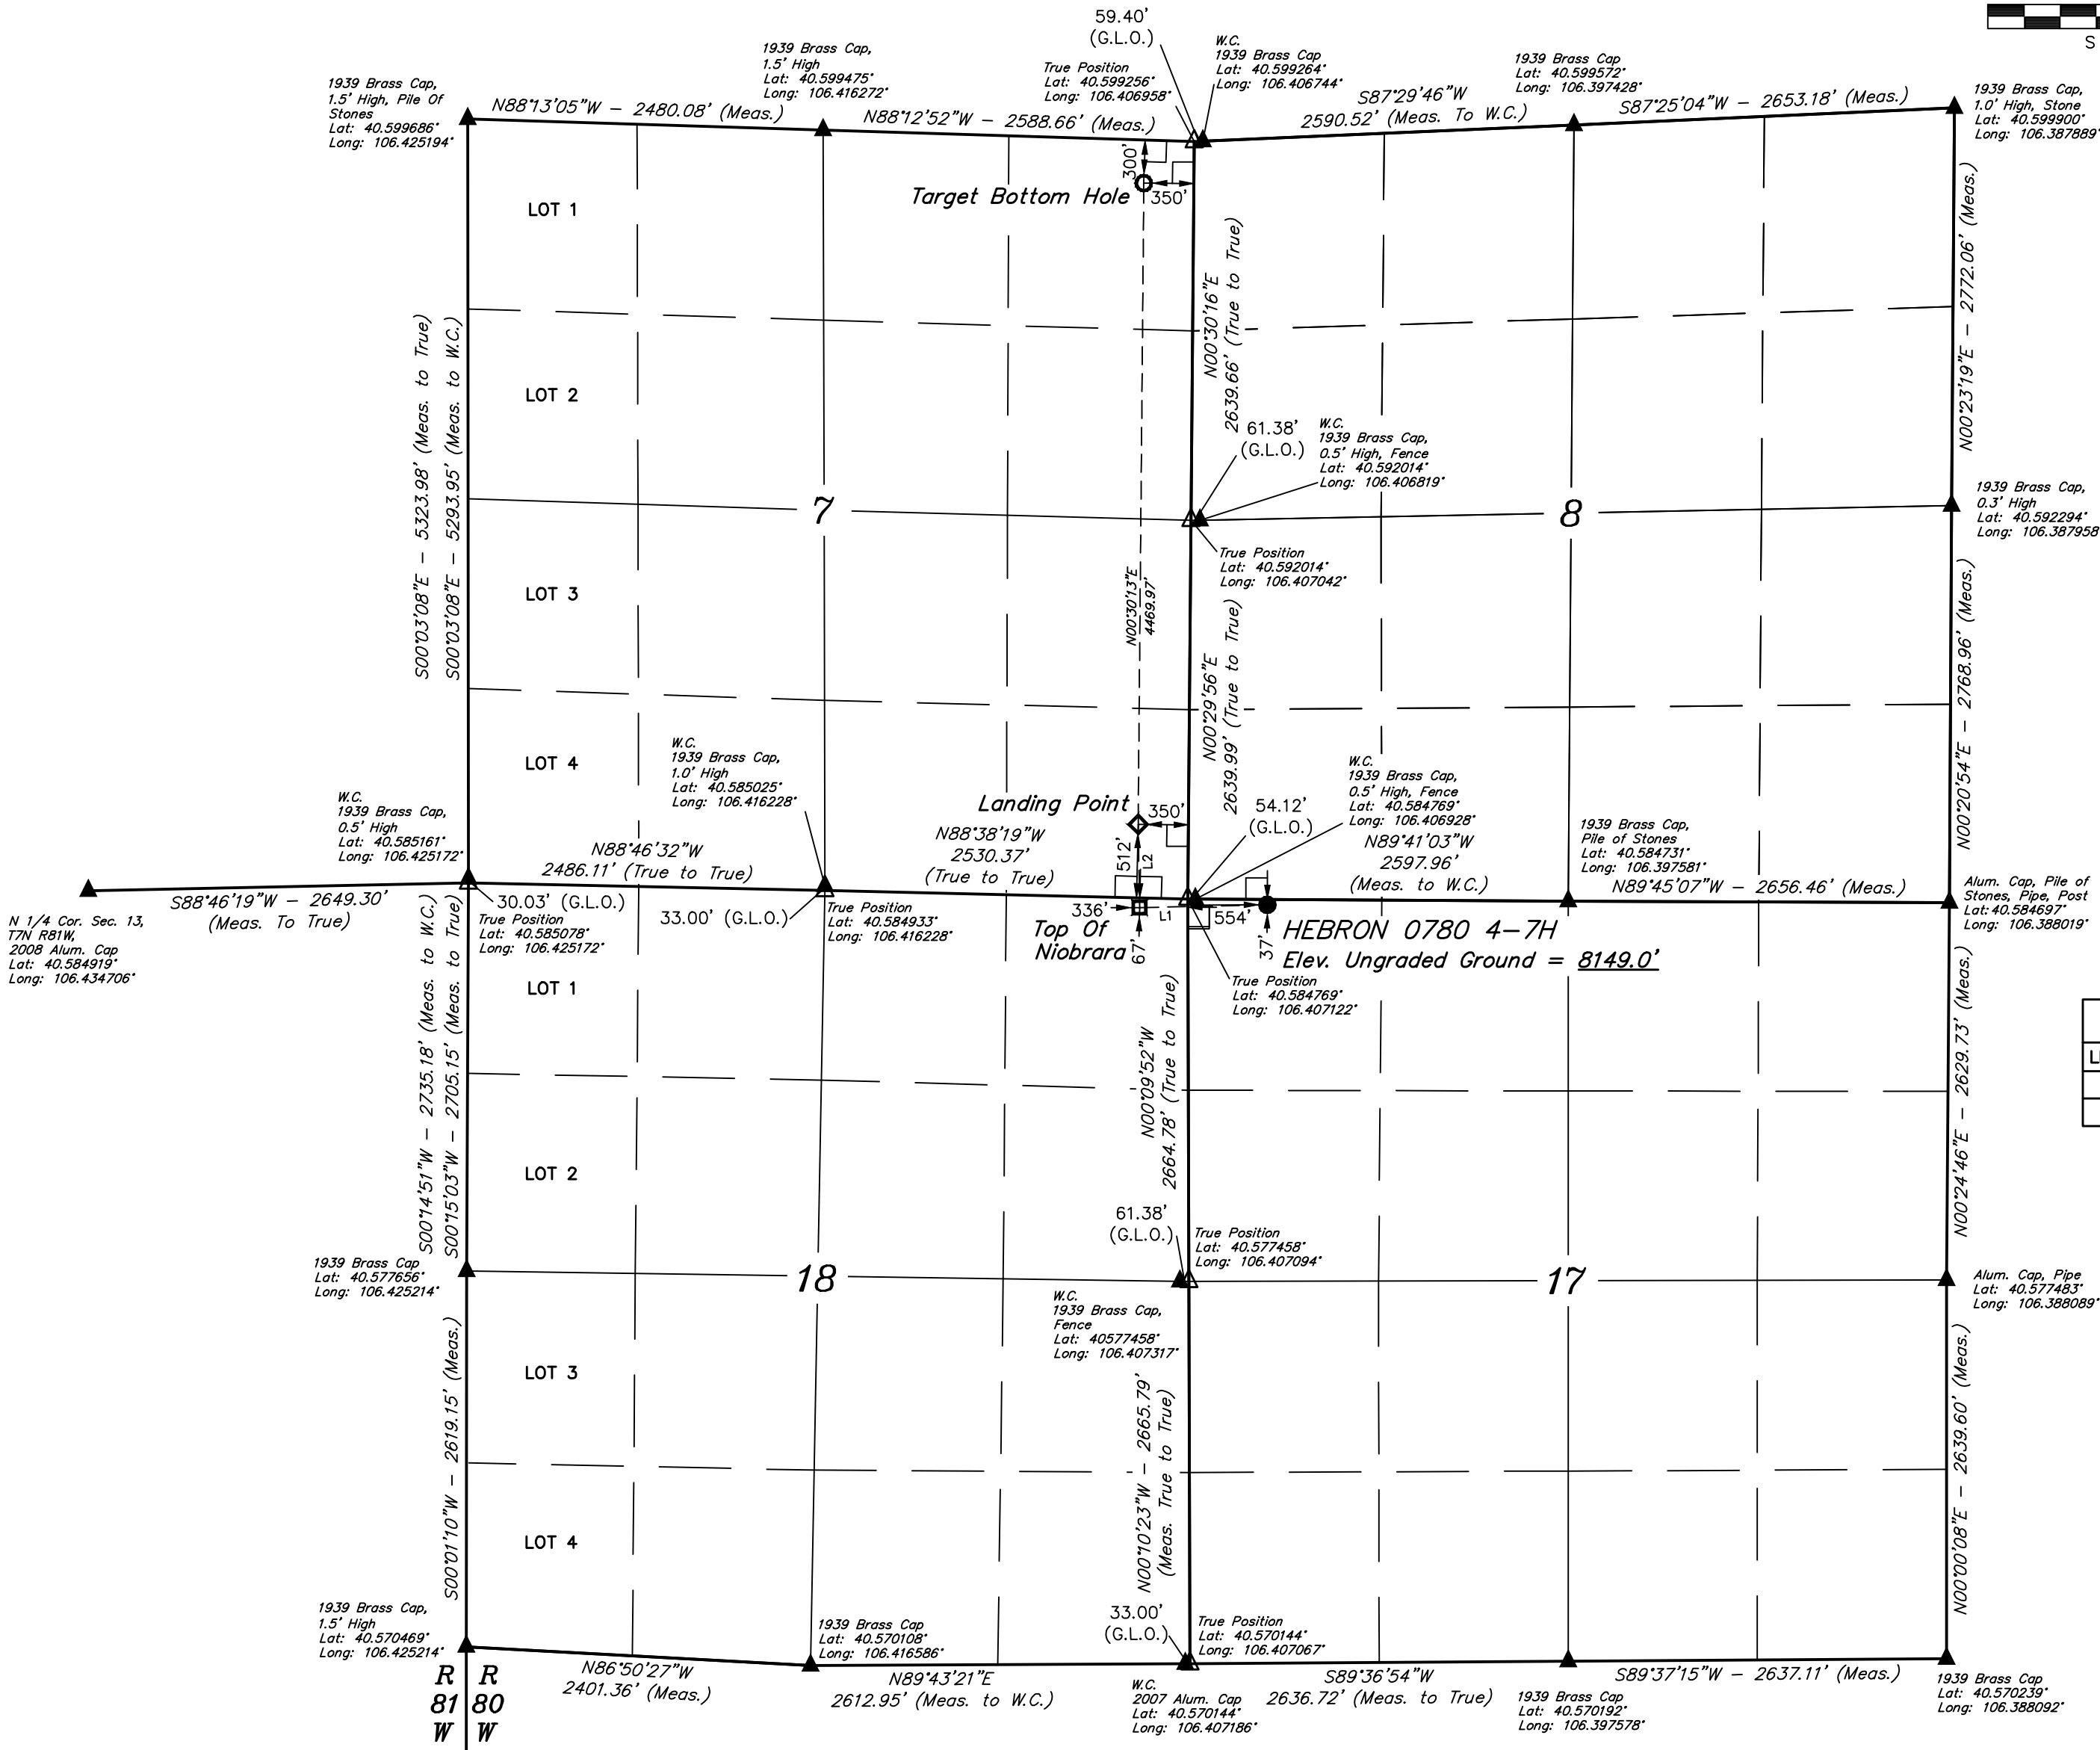 S
59.40'
(G.L.O.)
1939 Brass Cap,
1.5' High, Pile Of
Stones
Lat: 40.599686°
Long: 106.425194°
1939 Brass Cap,
1.5' High
Lat: 40.599475°
Long: 106.416272°
True Position
Lat: 40.599256°
Long: 106.406958°
W.C.
1939 Brass Cap
Lat: 40.599264°
Long: 106.406744°
1939 Brass Cap
Lat: 40.599572°
Long: 106.397428°
1939 Brass Cap,
1.0' High, Stone
Lat: 40.599900°
Long: 106.387889°
N88°13'05"W - 2480.08' (Meas.)
N88°12'52"W - 2588.66' (Meas.)
S87°29'46"W
2590.52' (Meas. To W.C.)
S87°25'04"W - 2653.18' (Meas.)
300'
350'
Target Bottom Hole
LOT 1
LOT 2
LOT 3
LOT 4
S00°03'08"E - 5323.98' (Meas. to True)
S00°03'08"E - 5293.95' (Meas. to W.C.)
7
8
N00°30'16"E
2639.66' (True to True)
N00°23'19"E - 2772.06' (Meas.)
61.38'
(G.L.O.)
W.C.
1939 Brass Cap,
0.5' High, Fence
Lat: 40.592014°
Long: 106.406819°
True Position
Lat: 40.592014°
Long: 106.407042°
1939 Brass Cap,
0.3' High
Lat: 40.592294°
Long: 106.387958
N00°30'13"E
4469.97'
N00°29'56"E
2639.99' (True to True)
N00°20'54"E - 2768.96' (Meas.)
W.C.
1939 Brass Cap,
0.5' High
Lat: 40.585161°
Long: 106.425172°
W.C.
1939 Brass Cap,
1.0' High
Lat: 40.585025°
Long: 106.416228°
Landing Point
350'
512'
L2
54.12'
(G.L.O.)
W.C.
1939 Brass Cap,
0.5' High, Fence
Lat: 40.584769°
Long: 106.406928°
1939 Brass Cap,
Pile of Stones
Lat: 40.584731°
Long: 106.397581°
N88°46'32"W
2486.11' (True to True)
N88°38'19"W
2530.37'
(True to True)
N89°41'03"W
2597.96'
(Meas. to W.C.)
N89°45'07"W - 2656.46' (Meas.)
Alum. Cap, Pile of
Stones, Pipe, Post
Lat: 40.584697°
Long: 106.388019°
S88°46'19"W - 2649.30'
(Meas. To True)
N 1/4 Cor. Sec. 13,
T7N R81W,
2008 Alum. Cap
Lat: 40.584919°
Long: 106.434706°
30.03' (G.L.O.)
True Position
Lat: 40.585078°
Long: 106.425172°
33.00' (G.L.O.)
True Position
Lat: 40.584933°
Long: 106.416228°
336'
L1
554'
Top Of
Niobrara
67'
37'
HEBRON 0780 4-7H
Elev. Ungraded Ground = 8149.0'
True Position
Lat: 40.584769°
Long: 106.407122°
LOT 1
LOT 2
LOT 3
LOT 4
S00°14'51"W - 2735.18' (Meas. to W.C.)
S00°15'03"W - 2705.15' (Meas. to True)
N00°09'52"W
2664.78' (True to True)
N00°24'46"E - 2629.73' (Meas.)
61.38'
(G.L.O.)
True Position
Lat: 40.577458°
Long: 106.407094°
1939 Brass Cap
Lat: 40.577656°
Long: 106.425214°
18
17
W.C.
1939 Brass Cap,
Fence
Lat: 40577458°
Long: 106.407317°
Alum. Cap, Pipe
Lat: 40.577483°
Long: 106.388089°
S00°01'10"W - 2619.15' (Meas.)
N00°10'23"W - 2665.79'
(Meas. True to True)
N00°00'08"E - 2639.60' (Meas.)
1939 Brass Cap,
1.5' High
Lat: 40.570469°
Long: 106.425214°
1939 Brass Cap
Lat: 40.570108°
Long: 106.416586°
33.00'
(G.L.O.)
True Position
Lat: 40.570144°
Long: 106.407067°
N86°50'27"W
2401.36' (Meas.)
N89°43'21"E
2612.95' (Meas. to W.C.)
W.C.
2007 Alum. Cap
Lat: 40.570144°
Long: 106.407186°
S89°36'54"W
2636.72' (Meas. to True)
1939 Brass Cap
Lat: 40.570192°
Long: 106.397578°
S89°37'15"W - 2637.11' (Meas.)
1939 Brass Cap
Lat: 40.570239°
Long: 106.388092°
R R
81 80
W W